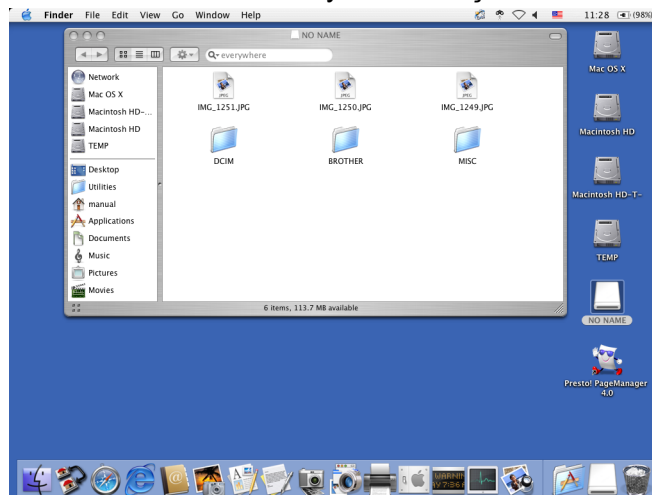 Finder File Edit View Go Window Help 11:28 (98%)
NO NAME
everywhere
Network
Mac OS X
Macintosh HD-...
Macintosh HD
TEMP
Desktop
Utilities
manual
Applications
Documents
Music
Pictures
Movies
JPEG JPEG JPEG
IMG_1251.JPG IMG_1250.JPG IMG_1249.JPG
DCIM BROTHER MISC
6 items, 113.7 MB available
Mac OS X
Macintosh HD
Macintosh HD-T-
TEMP
NO NAME
Presto! PageManager
4.0